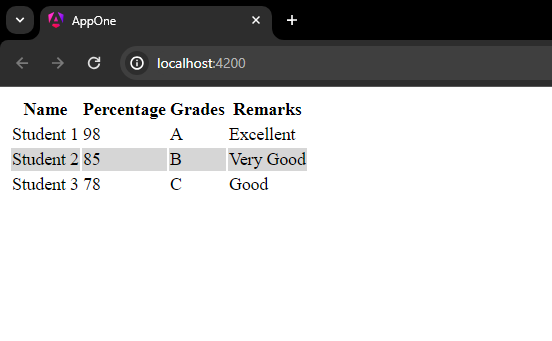 AppOne
localhost:4200
Name Percentage Grades Remarks
Student 1 98 A Excellent
Student 2 85 B Very Good
Student 3 78 C Good